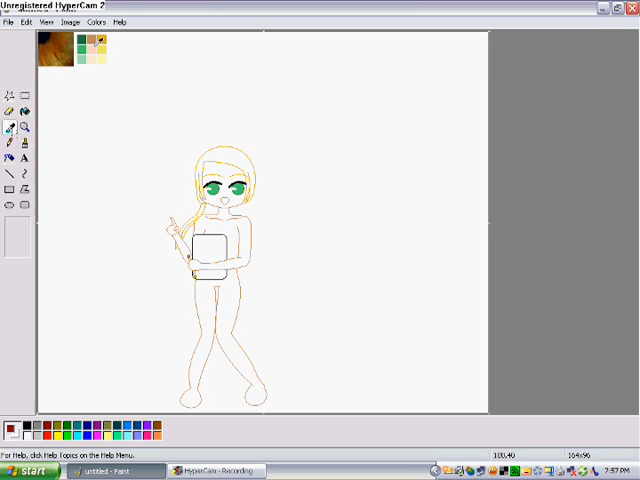 Unregistered HyperCam 2
File Edit View Image Colors Help
A
For Help, click Help Topics on the Help Menu.
100,40
164x96
start
untitled - Paint
HyperCam - Recording
7:57 PM